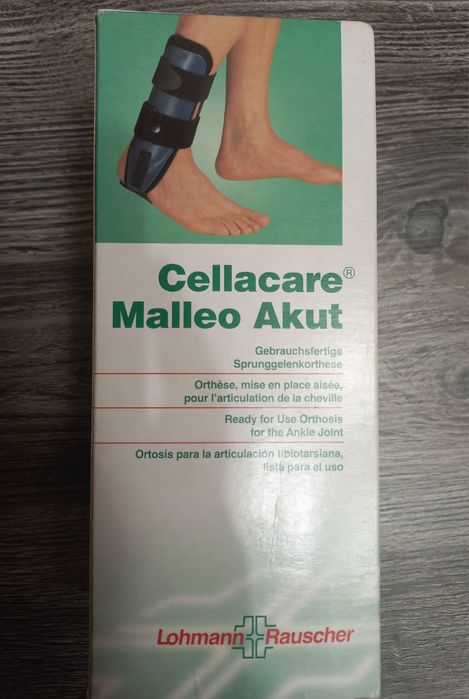 Cellacare®
Malleo Akut
Gebrauchsfertige
Sprunggelenkorthese
Orthèse, mise en place aisée,
pour l'articulation de la cheville
Ready for Use Orthosis
for the Ankle Joint
Ortosis para la articulación tibiotarsiana,
lista para el uso
Lohmann Rauscher